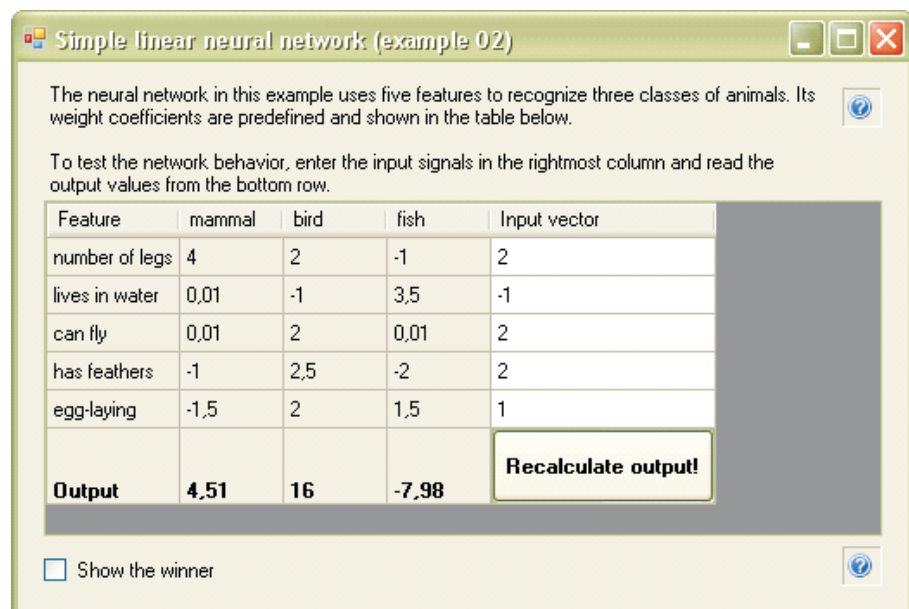 Simple linear neural network (example 02)
The neural network in this example uses five features to recognize three classes of animals. Its
weight coefficients are predefined and shown in the table below.
To test the network behavior, enter the input signals in the rightmost column and read the
output values from the bottom row.
Feature mammal bird fish Input vector
number of legs 4 2 -1 2
lives in water 0,01 -1 3,5 -1
can fly 0,01 2 0,01 2
has feathers -1 2,5 -2 2
egg-laying -1,5 2 1,5 1
Output 4,51 16 -7,98 Recalculate output!
Show the winner